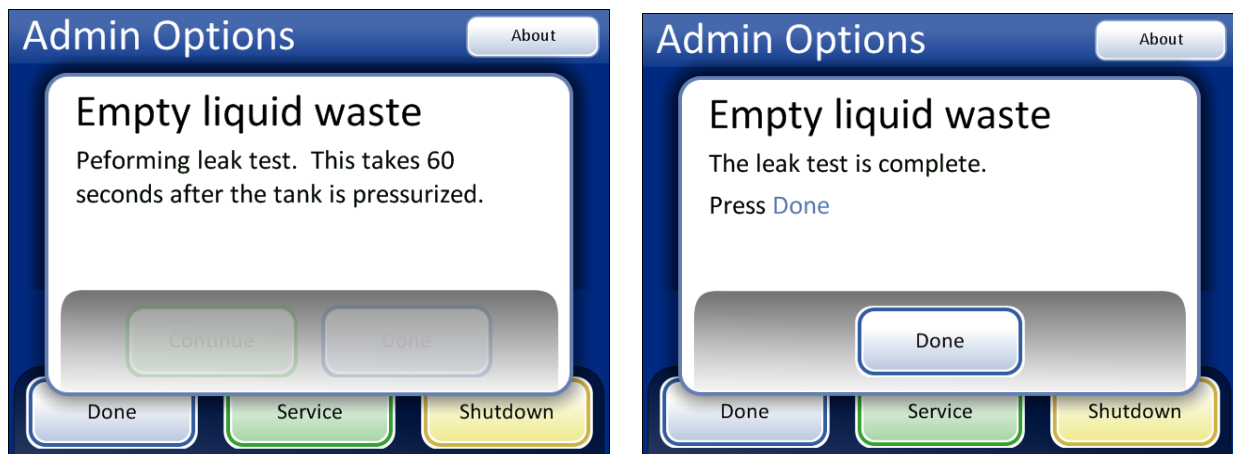 Admin Options
About
Empty liquid waste
Peforming leak test.  This takes 60
seconds after the tank is pressurized.
Continue
Done
Done
Service
Shutdown
Admin Options
About
Empty liquid waste
The leak test is complete.
Press Done
Done
Done
Service
Shutdown